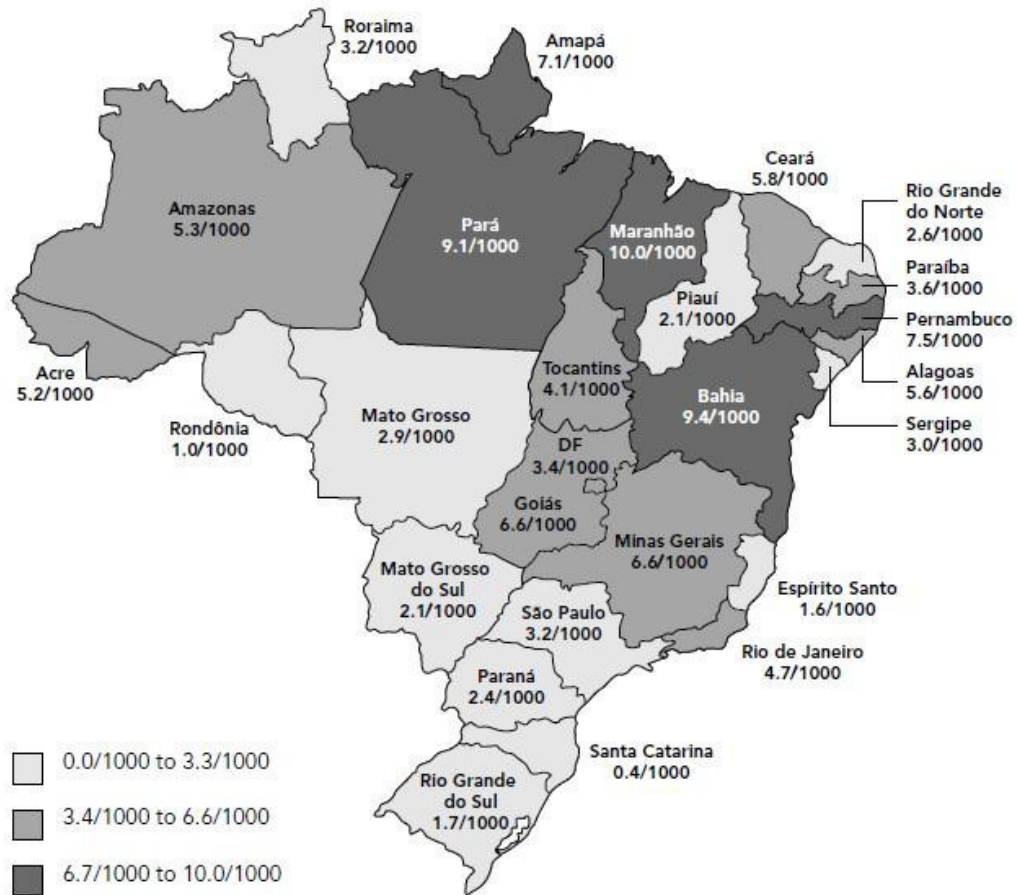 Roraima
3.2/1000
Amapá
7.1/1000
Ceará
5.8/1000
Rio Grande
do Norte
2.6/1000
Amazonas
5.3/1000
Pará
9.1/1000
Maranhão
10.0/1000
Paraíba
3.6/1000
Piauí
2.1/1000
Pernambuco
7.5/1000
Acre
5.2/1000
Tocantins
4.1/1000
Alagoas
5.6/1000
Bahia
9.4/1000
Rondônia
1.0/1000
Mato Grosso
2.9/1000
Sergipe
3.0/1000
DF
3.4/1000
Goiás
6.6/1000
Minas Gerais
6.6/1000
Mato Grosso
do Sul
2.1/1000
Espírito Santo
1.6/1000
São Paulo
3.2/1000
Rio de Janeiro
4.7/1000
Paraná
2.4/1000
Santa Catarina
0.4/1000
Rio Grande
do Sul
1.7/1000
0.0/1000 to 3.3/1000
3.4/1000 to 6.6/1000
6.7/1000 to 10.0/1000